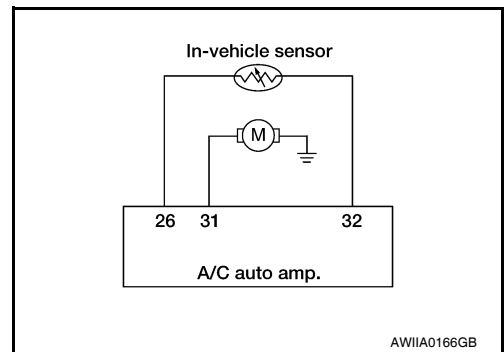 In-vehicle sensor
M
26 31 32
A/C auto amp.
AWIIA0166GB